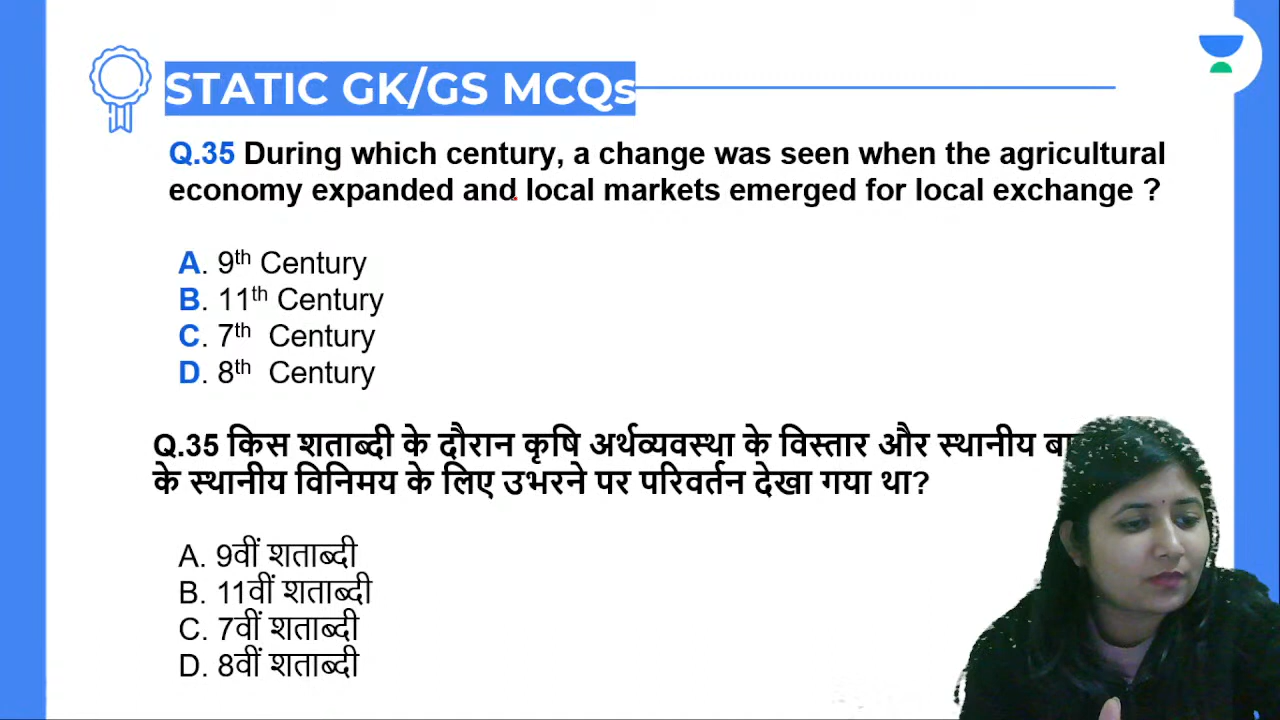 STATIC GK/GS MCQs
Q.35 During which century, a change was seen when the agricultural
economy expanded and local markets emerged for local exchange ?
A. 9th Century
B. 11th Century
C. 7th Century
D. 8th Century
Q.35 किस शताब्दी के दौरान कृषि अर्थव्यवस्था के विस्तार और स्थानीय
के स्थानीय विनिमय के लिए उभरने पर परिवर्तन देखा गया था?
A. 9वीं शताब्दी
B. 11वीं शताब्दी
C. 7वीं शताब्दी
D. 8वीं शताब्दी